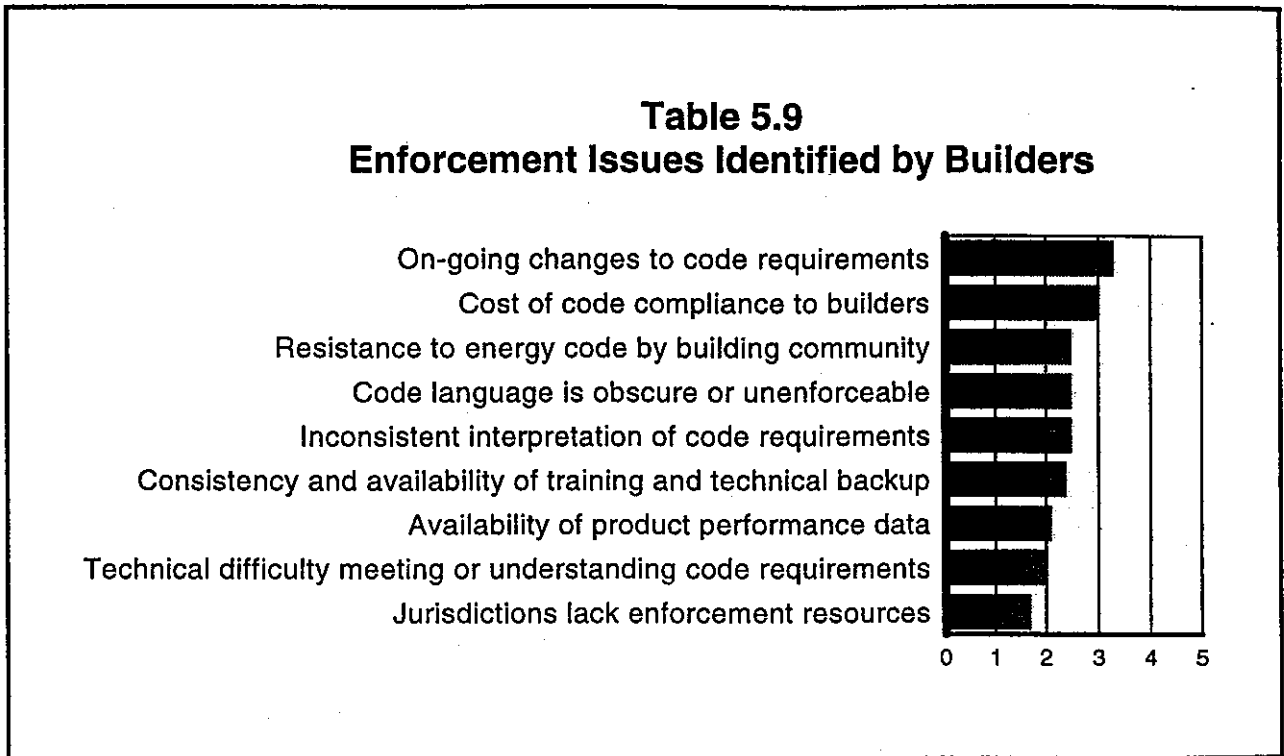 Table 5.9
Enforcement Issues Identified by Builders
On-going changes to code requirements
Cost of code compliance to builders
Resistance to energy code by building community
Code language is obscure or unenforceable
Inconsistent interpretation of code requirements
Consistency and availability of training and technical backup
Availability of product performance data
Technical difficulty meeting or understanding code requirements
Jurisdictions lack enforcement resources
0 1 2 3 4 5